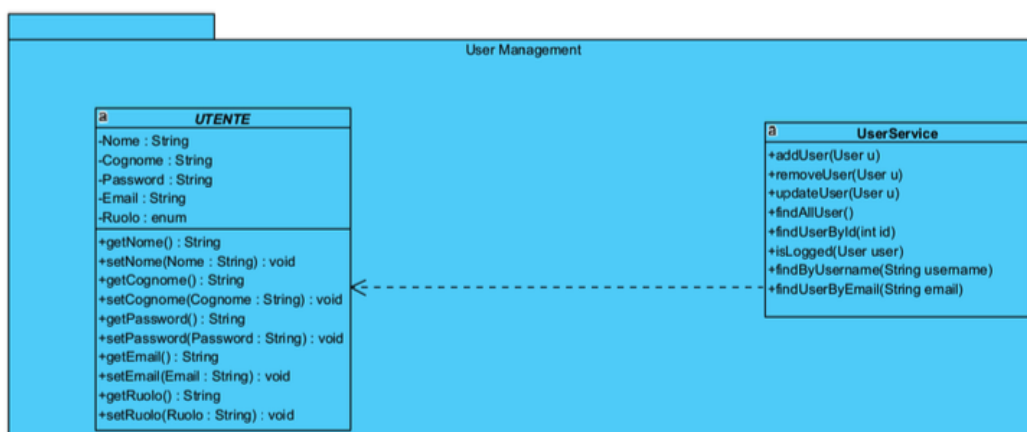 User Management
a
UTENTE
-Nome : String
-Cognome : String
-Password : String
-Email : String
-Ruolo : enum
+getNome() : String
+setNome(Nome : String) : void
+getCognome() : String
+setCognome(Cognome : String) : void
+getPassword() : String
+setPassword(Password : String) : void
+getEmail() : String
+setEmail(Email : String) : void
+getRuolo() : String
+setRuolo(Ruolo : String) : void
a
UserService
+addUser(User u)
+removeUser(User u)
+updateUser(User u)
+findAllUser()
+findUserById(int id)
+isLogged(User user)
+findByUsername(String username)
+findUserByEmail(String email)